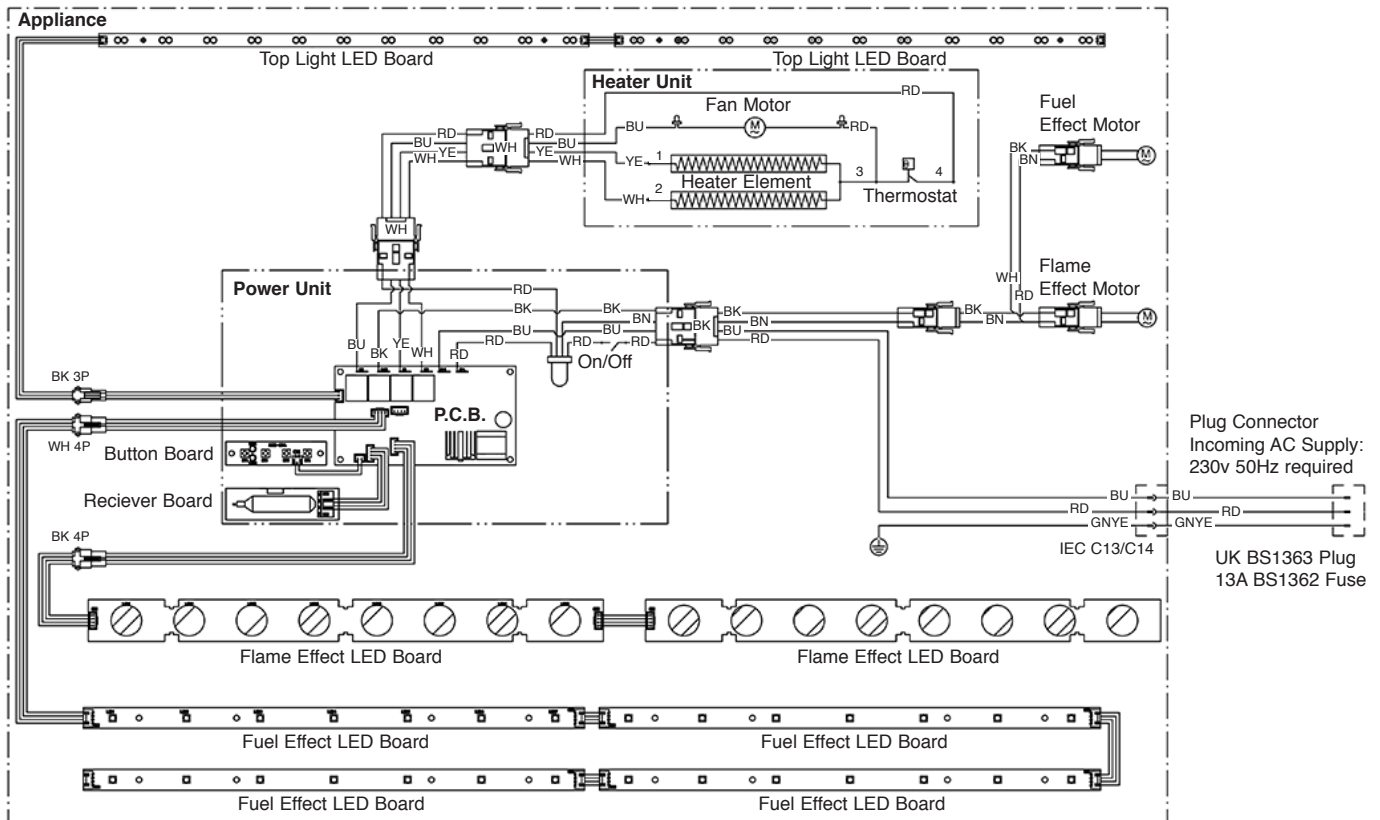 Appliance
Top Light LED Board
Top Light LED Board
Heater Unit
RD
Fan Motor
Fuel
Effect Motor
RD
BU
YE
WH
WH
RD
BU
YE
WH
BU
RD
YE
1
Heater Element
3
4
Thermostat
WH
2
BK
BN
WH
WH
RD
Flame
Effect Motor
Power Unit
RD
BK
BK
BN
BU
BU
RD
RD
RD
On/Off
BK
BK
BN
BU
RD
BK
BN
BU
BK
YE
WH
RD
BK 3P
P.C.B.
WH 4P
Button Board
Reciever Board
BK 4P
Plug Connector
Incoming AC Supply:
230v 50Hz required
BU
BU
RD
RD
GNYE
GNYE
IEC C13/C14
UK BS1363 Plug
13A BS1362 Fuse
Flame Effect LED Board
Flame Effect LED Board
Fuel Effect LED Board
Fuel Effect LED Board
Fuel Effect LED Board
Fuel Effect LED Board